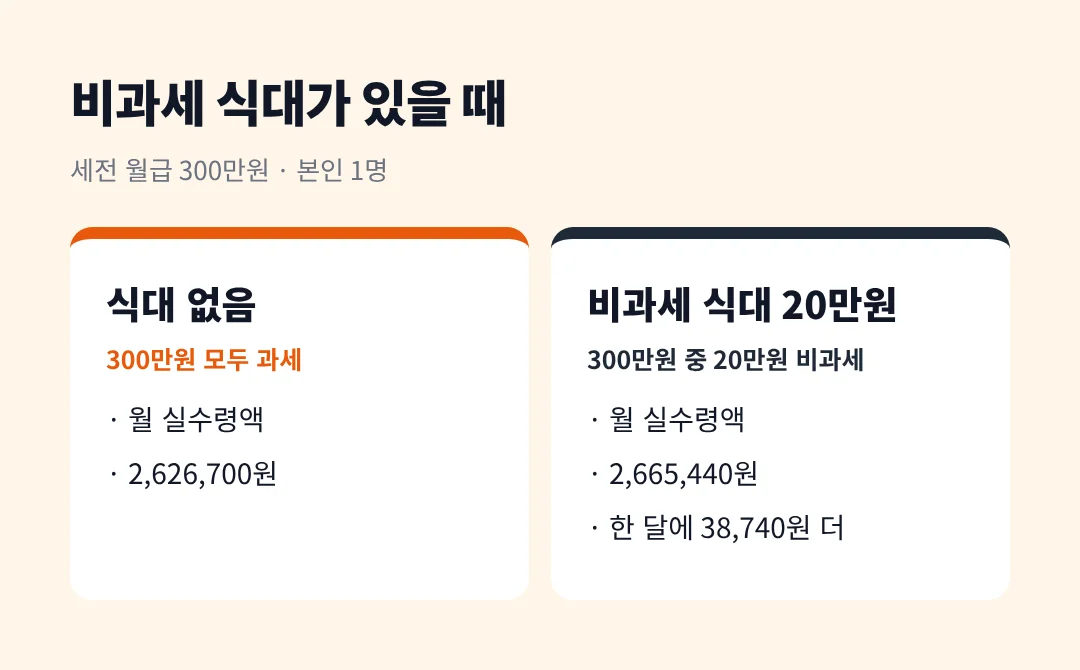 비과세 식대가 있을 때
세전 월급 300만원 · 본인 1명
식대 없음
300만원 모두 과세
· 월 실수령액
· 2,626,700원
비과세 식대 20만원
300만원 중 20만원 비과세
· 월 실수령액
· 2,665,440원
· 한 달에 38,740원 더